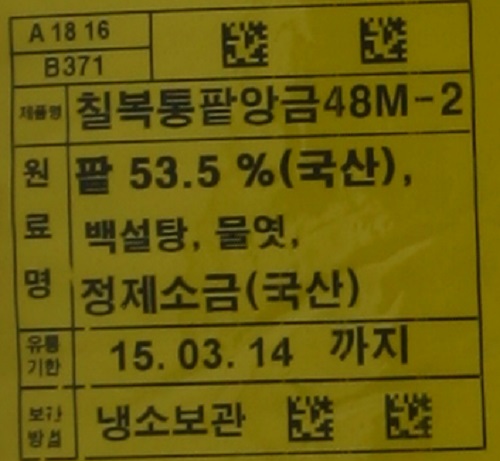 A 18 16
B371
제품명 칠복통팥앙금48M-2
원료명 팥 53.5 %(국산),
백설탕, 물엿,
정제소금(국산)
유통기한 15. 03. 14 까지
보관방법 냉소보관